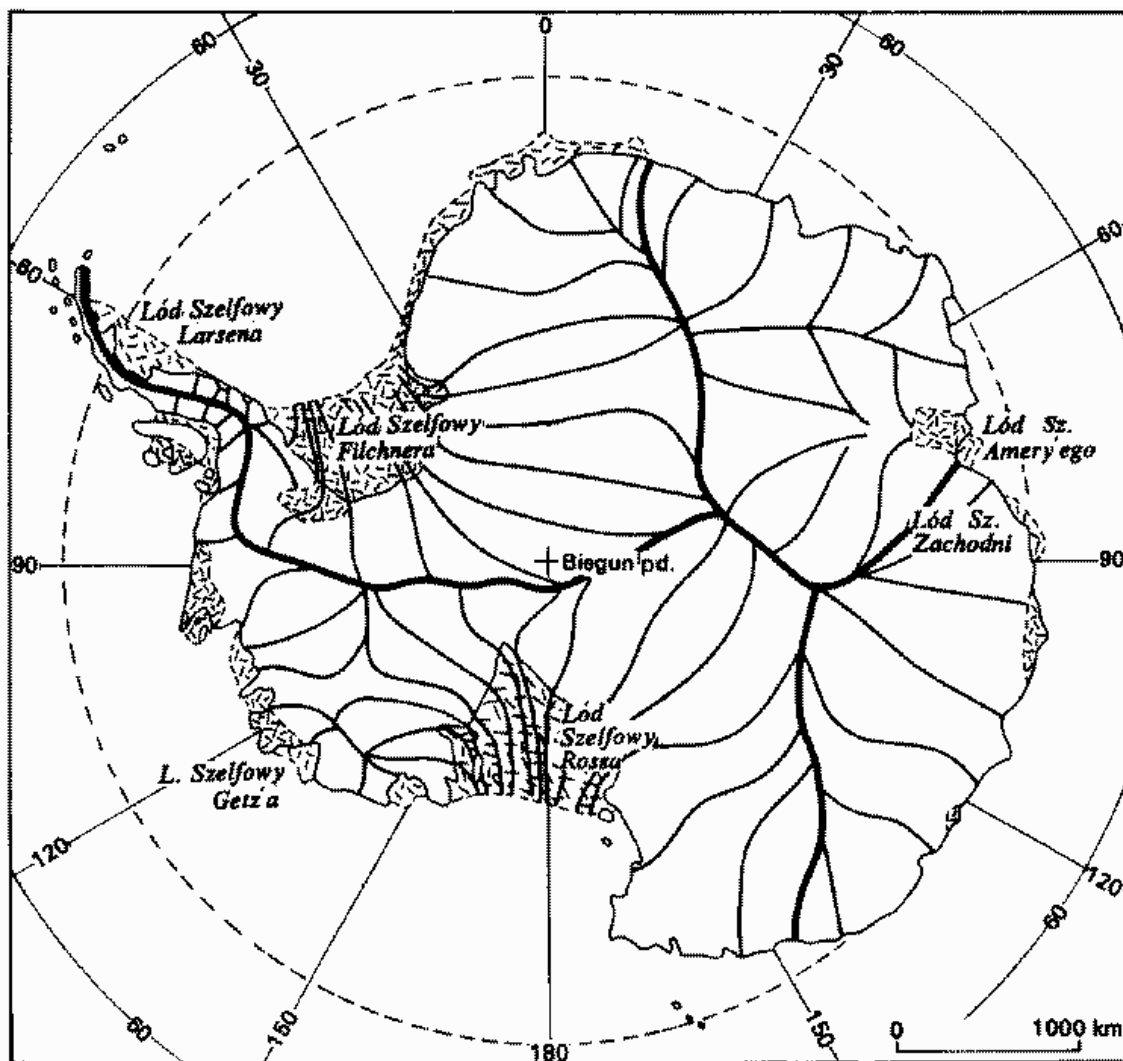 60
30
0
30
60
60
60
Lód Szelfowy
Larsena
Lód Szelfowy
Filchnera
Lód Sz.
Amery'ego
Lód Sz.
Zachodni
90
Biegun pd.
90
Lód
Szelfowy
Rossa
L. Szelfowy
Getz'a
120
120
60
60
150
180
150
0
1000 km